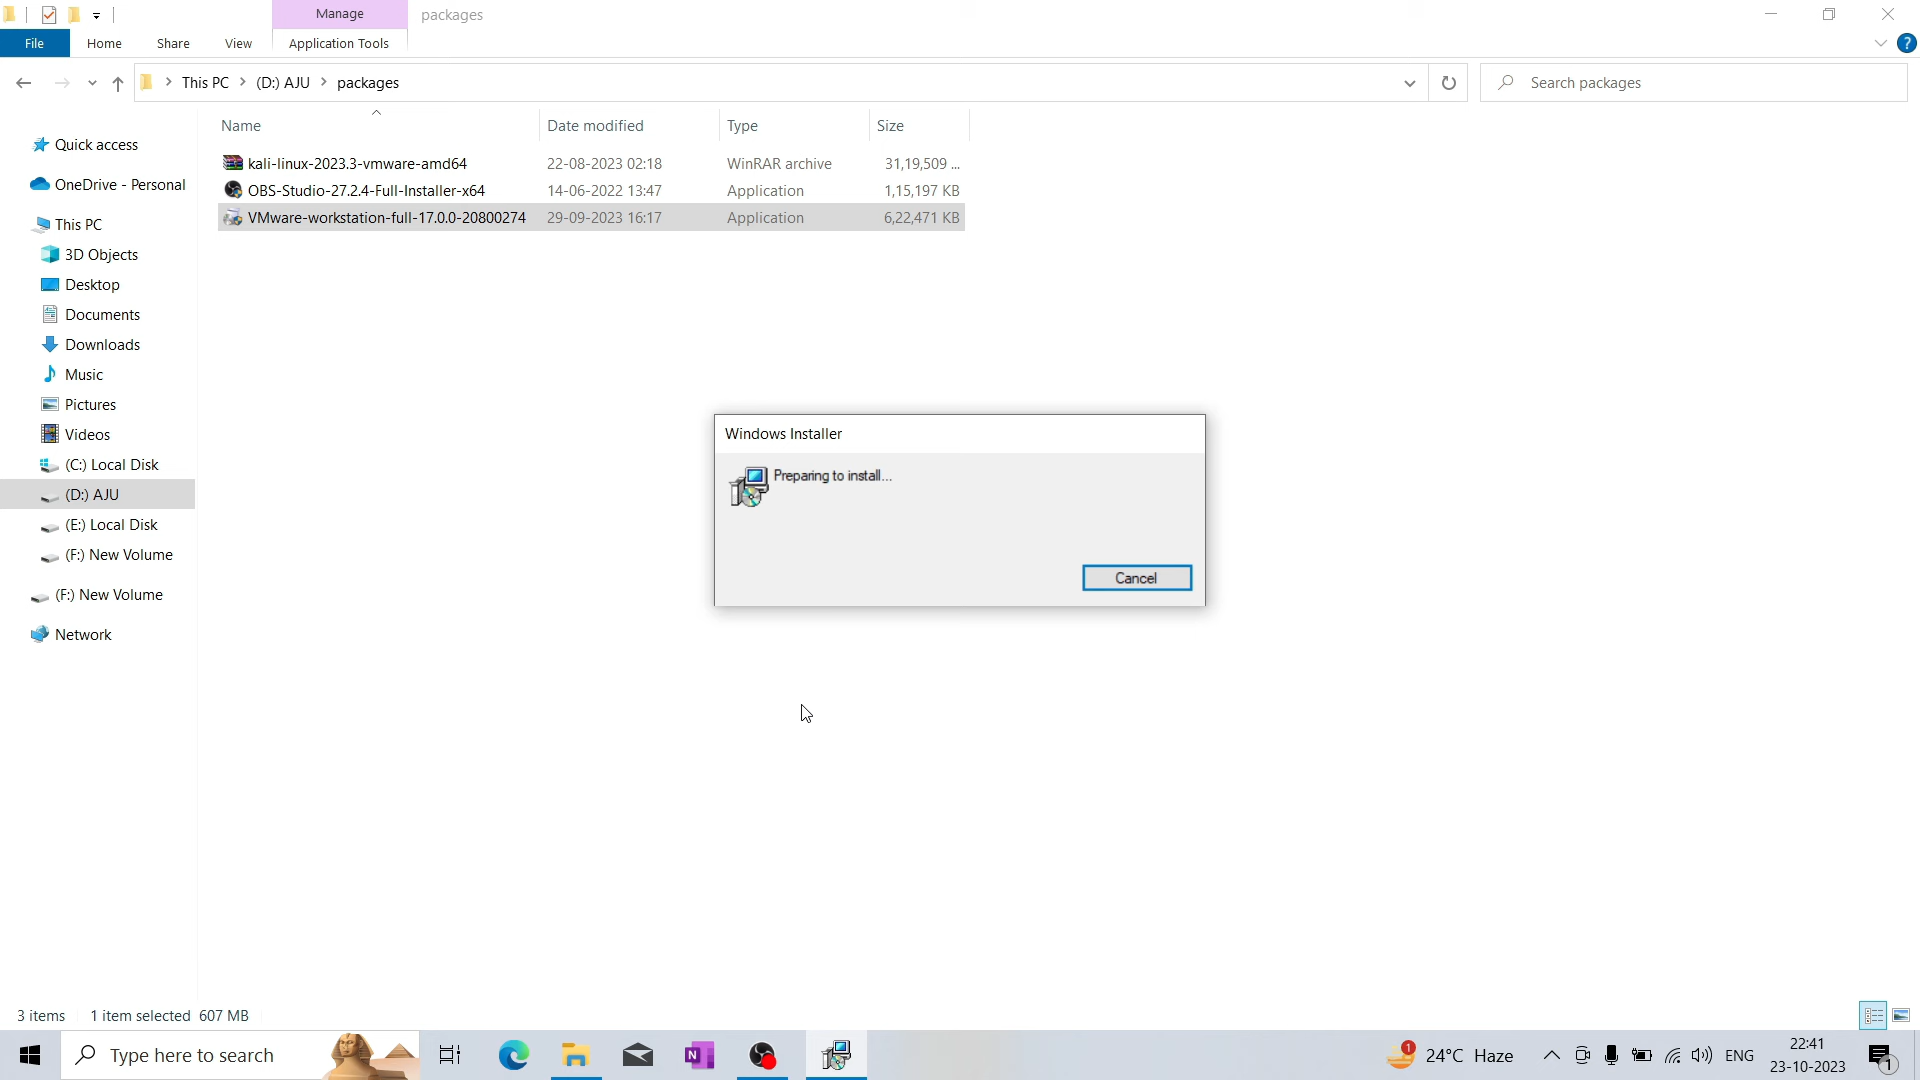 Manage
packages
File
Home
Share
View
Application Tools
?
This PC
(D:) AJU
packages
Search packages
Name
Date modified
Type
Size
kali-linux-2023.3-vmware-amd64
22-08-2023 02:18
WinRAR archive
31,19,509 ...
OBS-Studio-27.2.4-Full-Installer-x64
14-06-2022 13:47
Application
1,15,197 KB
VMware-workstation-full-17.0.0-20800274
29-09-2023 16:17
Application
6,22,471 KB
Quick access
OneDrive - Personal
This PC
3D Objects
Desktop
Documents
Downloads
Music
Pictures
Videos
(C:) Local Disk
(D:) AJU
(E:) Local Disk
(F:) New Volume
(F:) New Volume
Network
Windows Installer
Preparing to install...
Cancel
3 items
1 item selected 607 MB
Type here to search
N
1
24°C Haze
ENG
22:41
23-10-2023
1